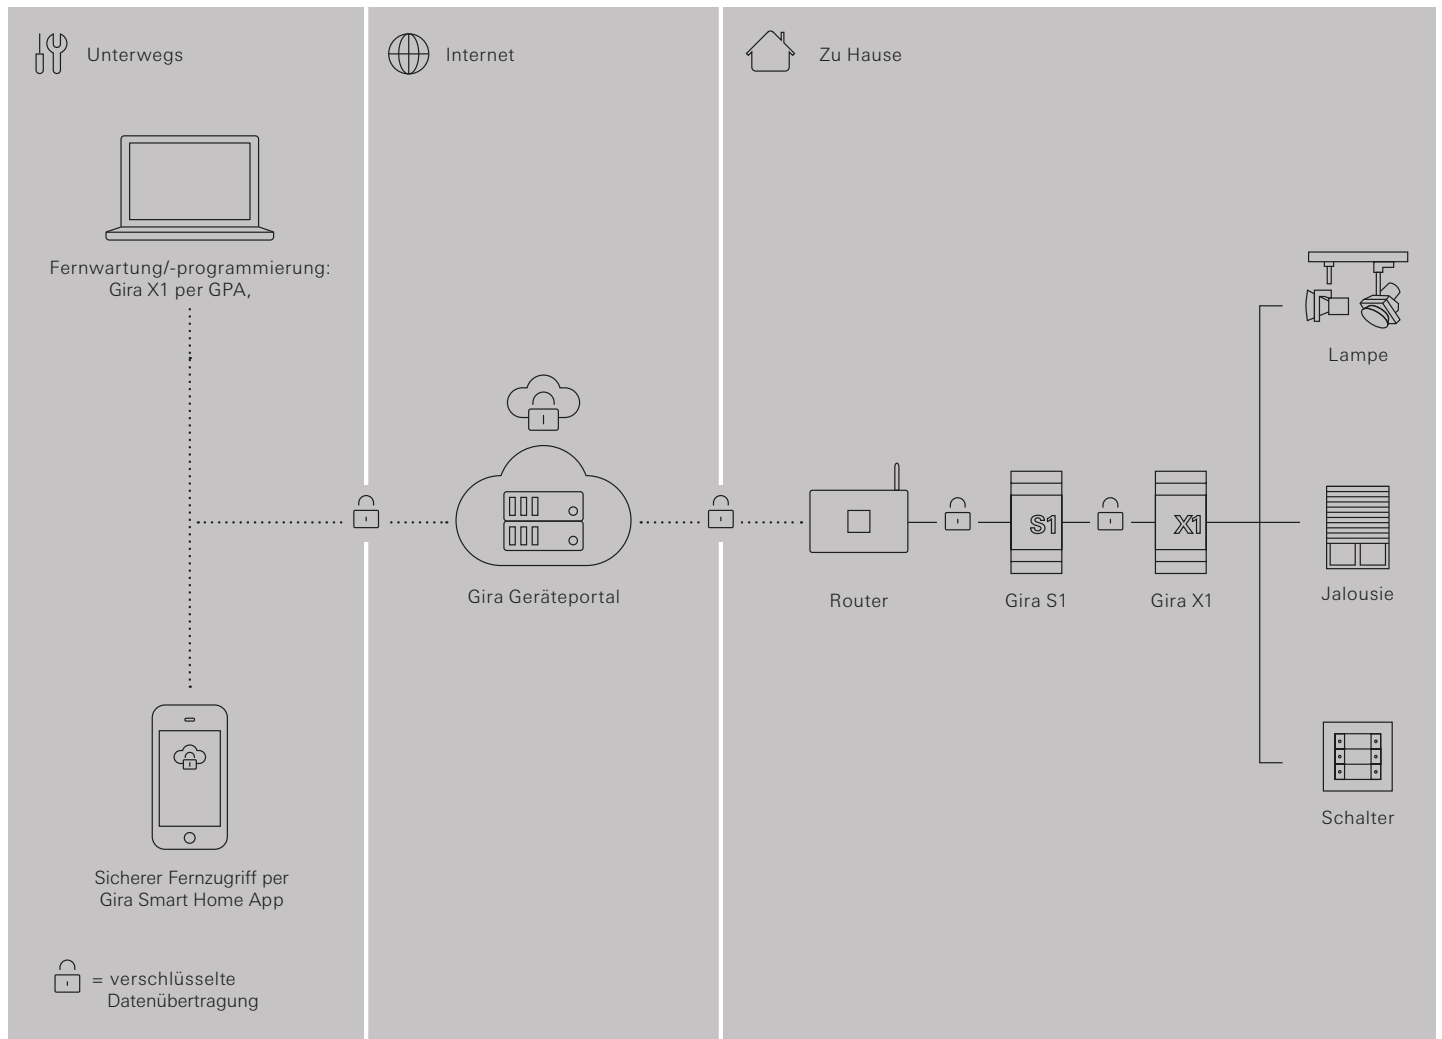 Unterwegs
Internet
Zu Hause
Fernwartung/-programmierung:
Gira X1 per GPA,
Lampe
S1
X1
Gira Geräteportal
Router
Gira S1
Gira X1
Jalousie
Schalter
Sicherer Fernzugriff per
Gira Smart Home App
= verschlüsselte
Datenübertragung